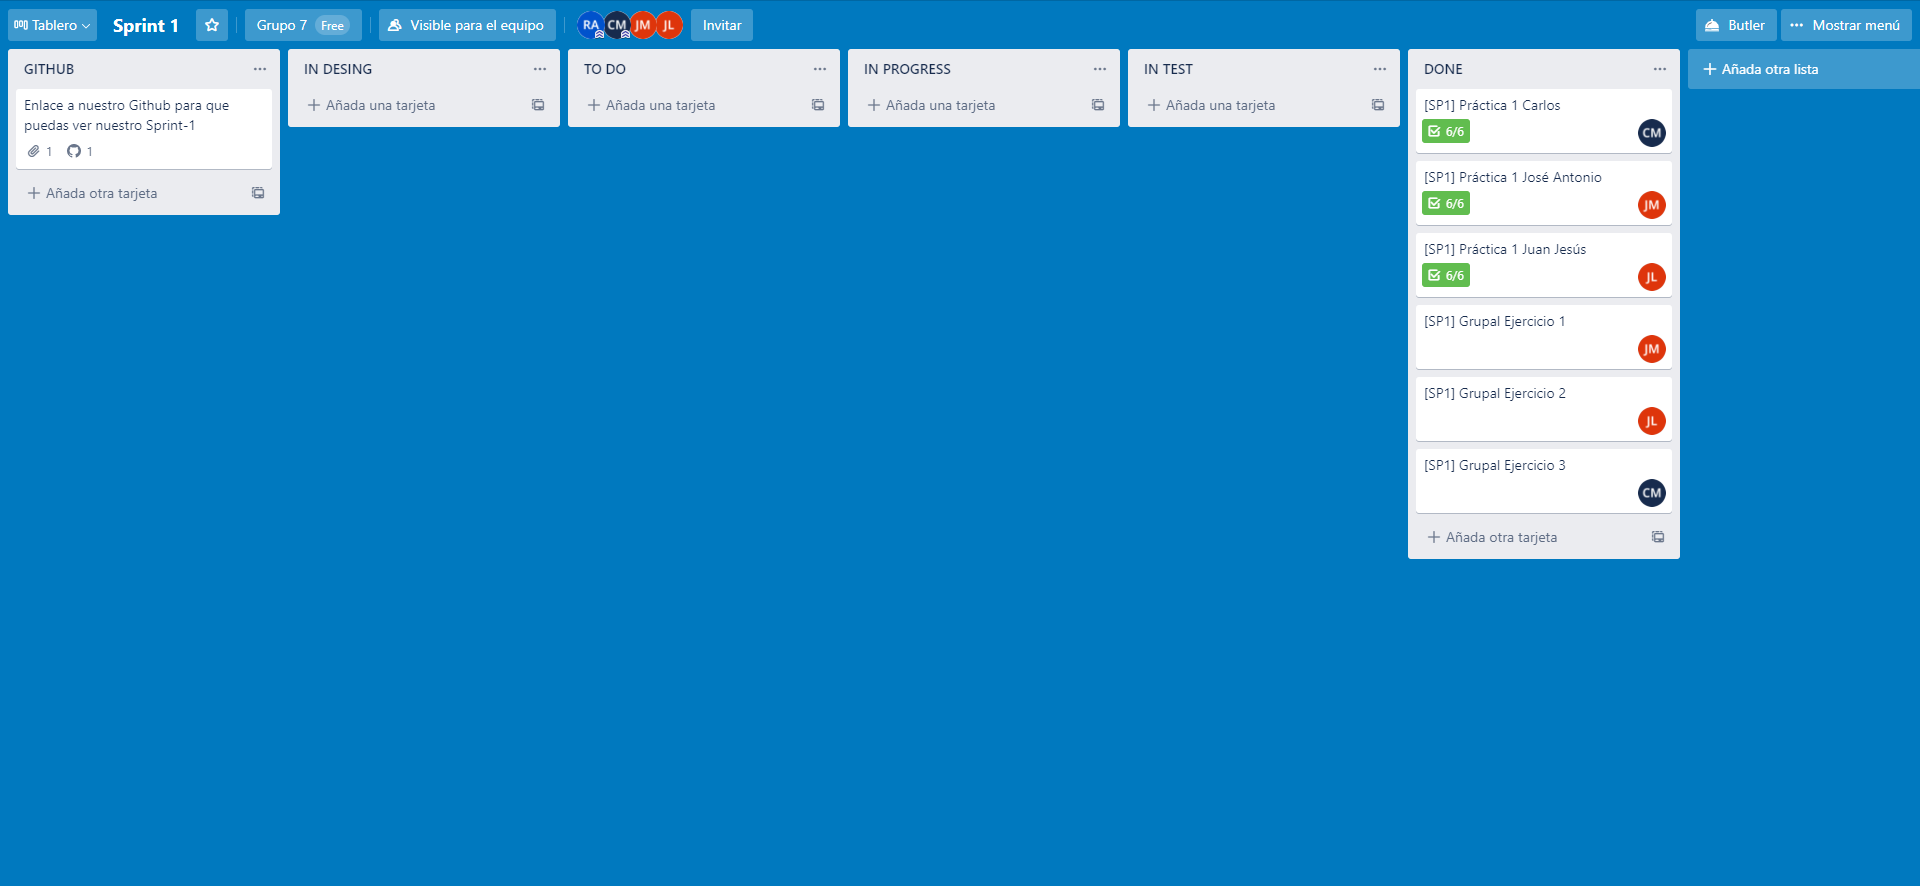 Tablero
Sprint 1
Grupo 7 Free
Visible para el equipo
RA CM JM JL
Invitar
Butler
Mostrar menú
GITHUB
Enlace a nuestro Github para que
puedas ver nuestro Sprint-1
1 1
Añada otra tarjeta
IN DESING
Añada una tarjeta
TO DO
Añada una tarjeta
IN PROGRESS
Añada una tarjeta
IN TEST
Añada una tarjeta
DONE
[SP1] Práctica 1 Carlos
6/6
CM
[SP1] Práctica 1 José Antonio
6/6
JM
[SP1] Práctica 1 Juan Jesús
6/6
JL
[SP1] Grupal Ejercicio 1
JM
[SP1] Grupal Ejercicio 2
JL
[SP1] Grupal Ejercicio 3
CM
Añada otra tarjeta
Añada otra lista